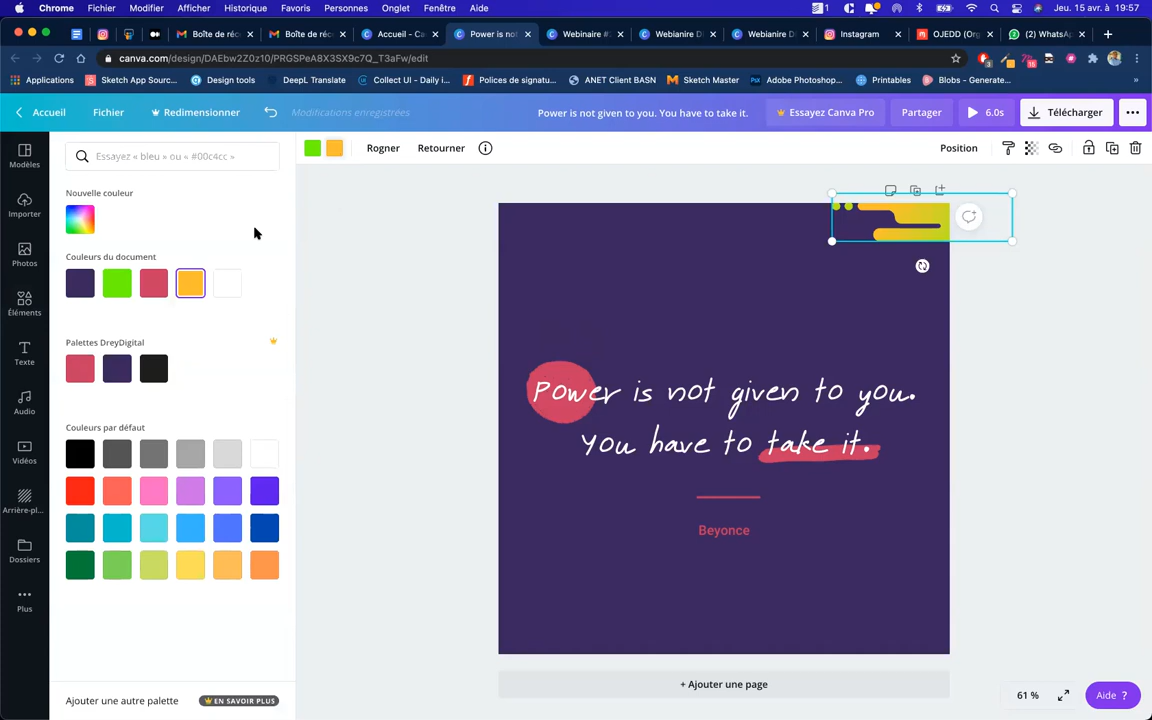 Chrome Fichier Modifier Afficher Historique Favoris Personnes Onglet Fenêtre Aide 1 Jeu. 15 avr. à 19:57
Boîte de réc Boîte de réc Accueil - Can Power is not Webinaire # Webianire D Webianire D Instagram OJEDD (Org (2) WhatsA
canva.com/design/DAEbw2Z0z10/PRGSPeA8X3SX9c7Q_T3aFw/edit
Applications Sketch App Sourc... Design tools DeepL Translate Collect UI - Daily i... Polices de signatu... ANET Client BASN Sketch Master Adobe Photoshop... Printables Blobs - Generate...
Accueil Fichier Redimensionner Modifications enregistrées Power is not given to you. You have to take it. Essayez Canva Pro Partager 6.0s Télécharger
Modèles
Importer
Photos
Éléments
Texte
Audio
Vidéos
Arrière-pl...
Dossiers
Plus
Essayez « bleu » ou « #00c4cc »
Nouvelle couleur
Couleurs du document
Palettes DreyDigital
Couleurs par défaut
Ajouter une autre palette EN SAVOIR PLUS
Rogner Retourner Position
Power is not given to you.
You have to take it.
Beyonce
+ Ajouter une page
61 % Aide ?